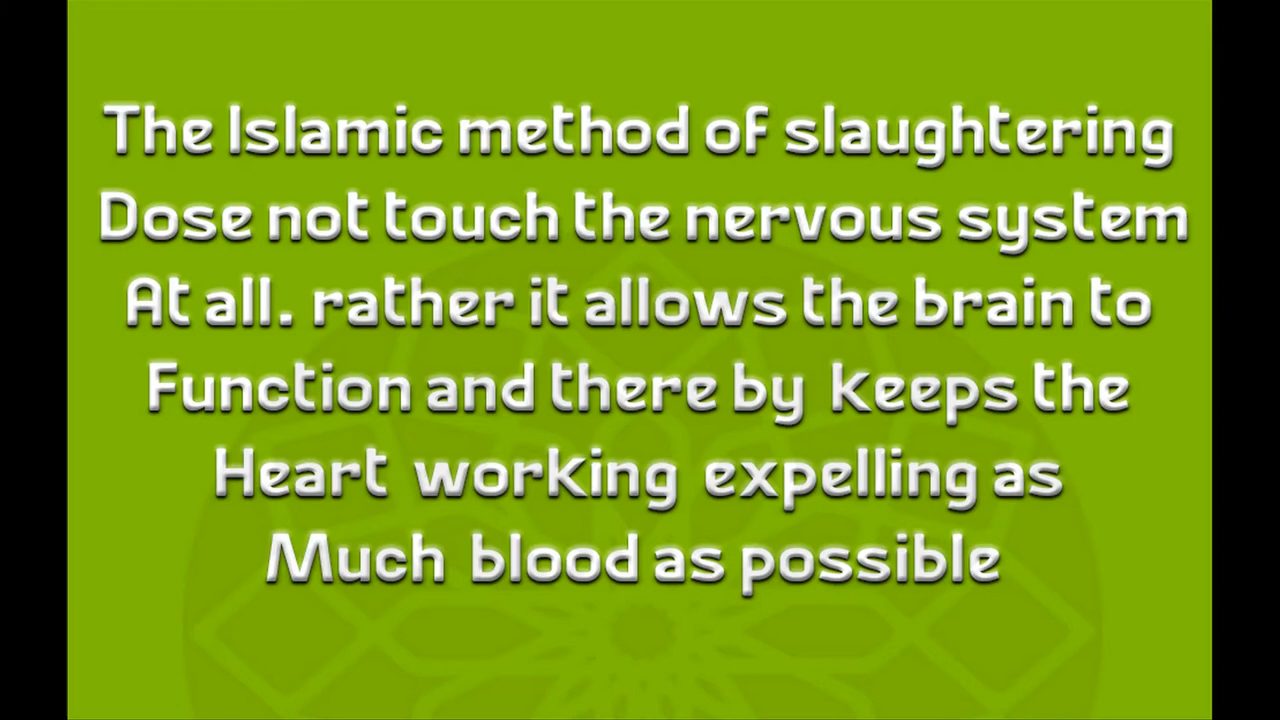 The Islamic method of slaughtering
Dose not touch the nervous system
At all. rather it allows the brain to
Function and there by keeps the
Heart working expelling as
Much blood as possible